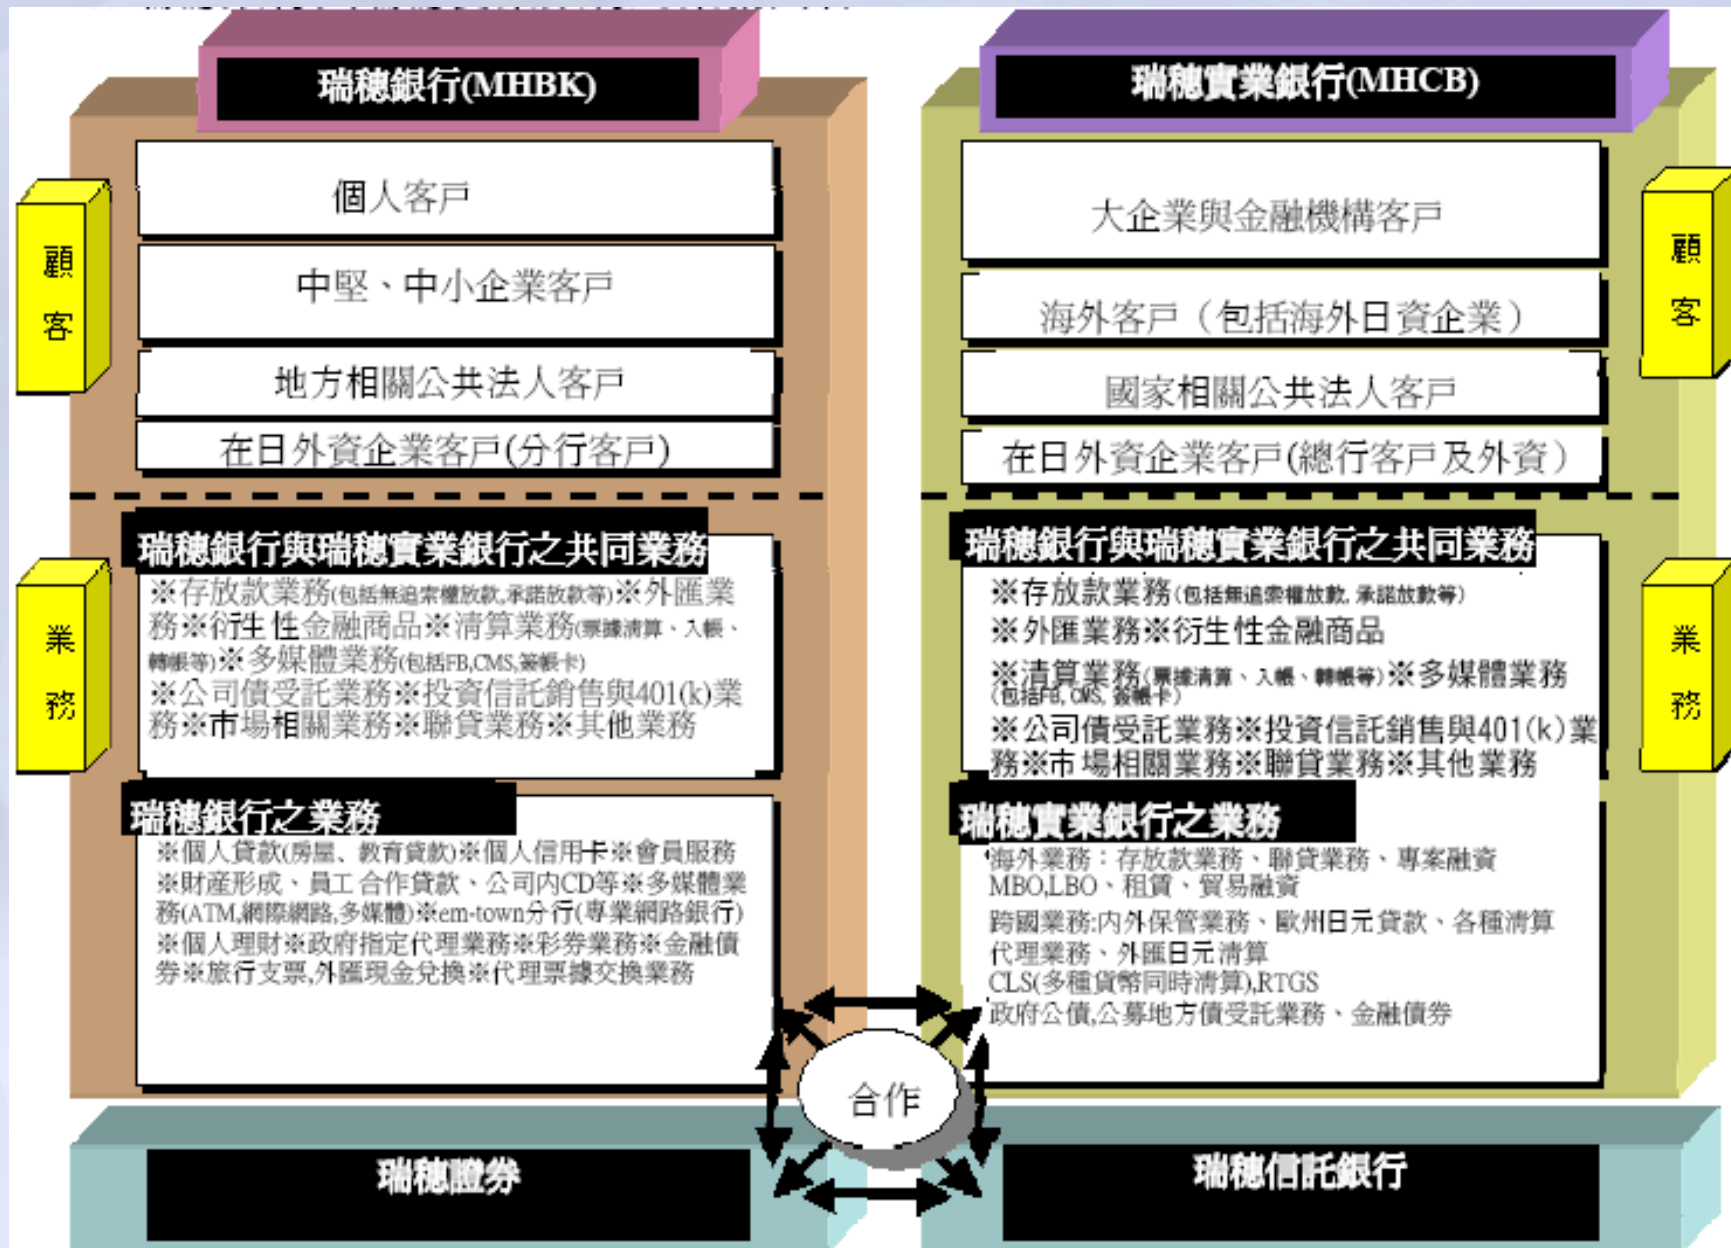 瑞穗銀行(MHBK)
顧客
個人客戶
中堅、中小企業客戶
地方相關公共法人客戶
在日外資企業客戶(分行客戶)
業務
瑞穗銀行與瑞穗實業銀行之共同業務
※存放款業務(包括無追索權放款,承諾放款等)※外匯業
務※衍生性金融商品※清算業務(票據清算、入帳、
轉帳等)※多媒體業務(包括FB,CMS,簽帳卡)
※公司債受託業務※投資信託銷售與401(k)業
務※市場相關業務※聯貸業務※其他業務
瑞穗銀行之業務
※個人貸款(房屋、教育貸款)※個人信用卡※會員服務
※財產形成、員工合作貸款、公司內CD等※多媒體業
務(ATM,網際網路,多媒體)※em-town分行(專業網路銀行)
※個人理財※政府指定代理業務※彩券業務※金融債
券※旅行支票,外匯現金兌換※代理票據交換業務
瑞穗實業銀行(MHCB)
顧客
大企業與金融機構客戶
海外客戶（包括海外日資企業）
國家相關公共法人客戶
在日外資企業客戶(總行客戶及外資）
業務
瑞穗銀行與瑞穗實業銀行之共同業務
※存放款業務(包括無追索權放款, 承諾放款等)
※外匯業務※衍生性金融商品
※清算業務(票據清算、入帳、轉帳等)※多媒體業務
(包括FB, CMS, 簽帳卡)
※公司債受託業務※投資信託銷售與401(k)業
務※市場相關業務※聯貸業務※其他業務
瑞穗實業銀行之業務
海外業務：存放款業務、聯貸業務、專案融資
MBO,LBO、租賃、貿易融資
跨國業務:內外保管業務、歐州日元貸款、各種清算
代理業務、外匯日元清算
CLS(多種貨幣同時清算),RTGS
政府公債,公募地方債受託業務、金融債券
合作
瑞穗證券
瑞穗信託銀行